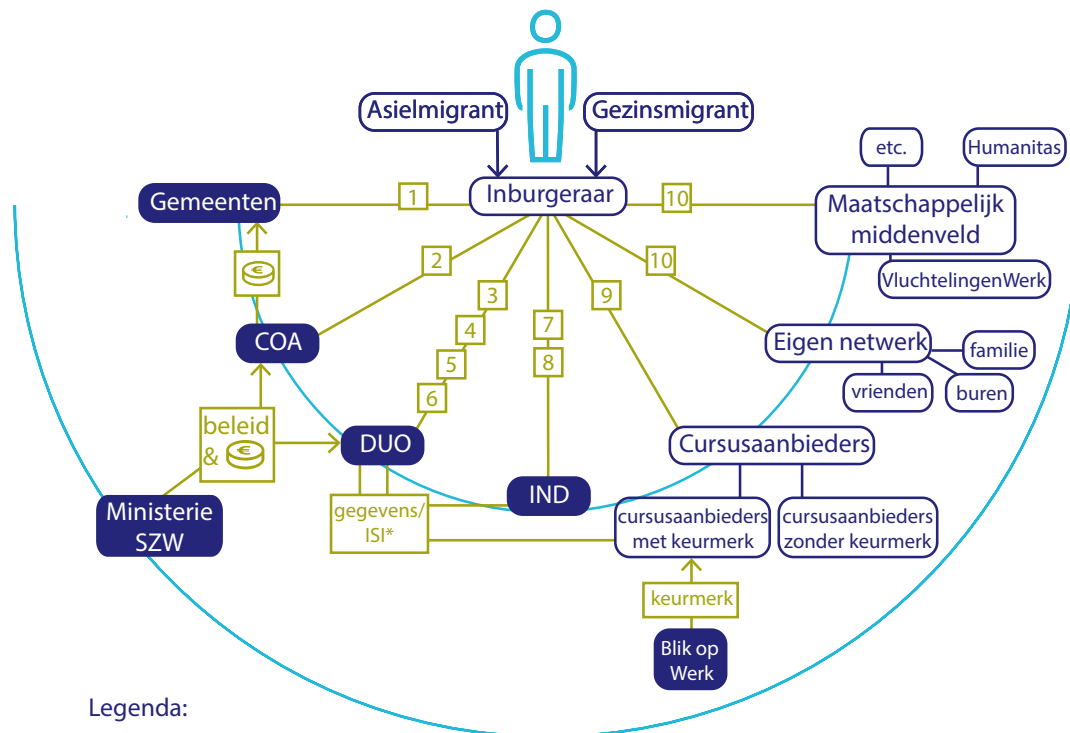 Asielmigrant
Gezinsmigrant
etc.
Humanitas
Gemeenten
1
Inburgeraar
10
Maatschappelijk
middenveld
€
2
3
10
VluchtelingenWerk
9
COA
4
7
Eigen netwerk
familie
5
8
vrienden
buren
6
beleid
& €
DUO
Cursusaanbieders
Ministerie
SZW
gegevens/
ISI*
IND
cursusaanbieders
met keurmerk
cursusaanbieders
zonder keurmerk
keurmerk
Blik op
Werk
Legenda: